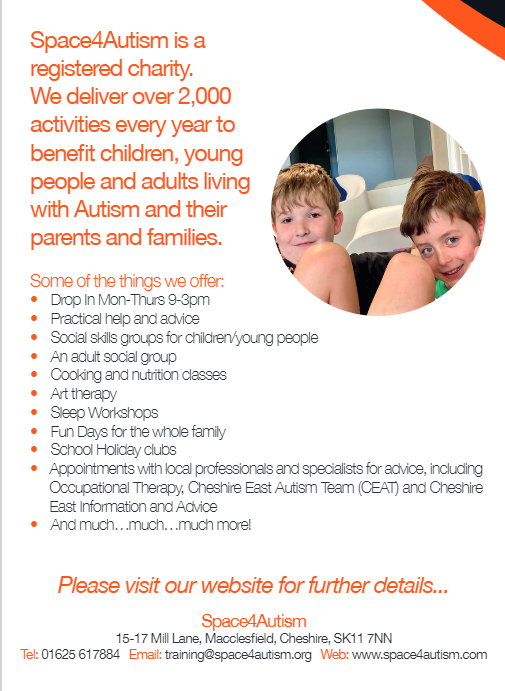 Space4Autism is a
registered charity.
We deliver over 2,000
activities every year to
benefit children, young
people and adults living
with Autism and their
parents and families.
Some of the things we offer:
• Drop In Mon-Thurs 9-3pm
• Practical help and advice
• Social skills groups for children/young people
• An adult social group
• Cooking and nutrition classes
• Art therapy
• Sleep Workshops
• Fun Days for the whole family
• School Holiday clubs
• Appointments with local professionals and specialists for advice, including
Occupational Therapy, Cheshire East Autism Team (CEAT) and Cheshire
East Information and Advice
• And much…much…much more!
Please visit our website for further details...
Space4Autism
15-17 Mill Lane, Macclesfield, Cheshire, SK11 7NN
Tel: 01625 617884 Email: training@space4autism.org Web: www.space4autism.com